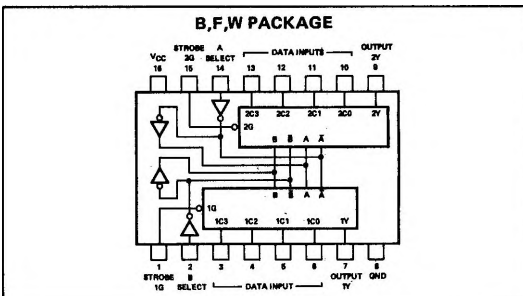 B,F,W PACKAGE
VCC STROBE 2G A SELECT DATA INPUTS OUTPUT 2Y
16 15 14 13 12 11 10 9
2C3 2C2 2C1 2C0 2Y
2G
B B̅ A A̅
B B̅ A A̅
1G
1C3 1C2 1C1 1C0 1Y
1 2 3 4 5 6 7 8
STROBE 1G B SELECT DATA INPUT OUTPUT 1Y GND